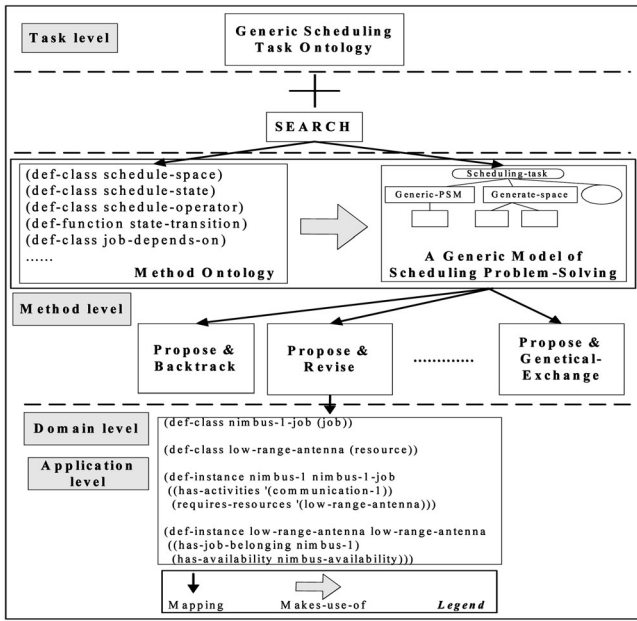 Task level
Generic Scheduling
Task Ontology
SEARCH
(def-class schedule-space)
(def-class schedule-state)
(def-class schedule-operator)
(def-function state-transition)
(def-class job-depends-on)
......
Method Ontology
Scheduling-task
Generic-PSM
Generate-space
A Generic Model of
Scheduling Problem-Solving
Method level
Propose &
Backtrack
Propose &
Revise
.............
Propose &
Genetical-
Exchange
Domain level
Application
level
(def-class nimbus-1-job (job))
(def-class low-range-antenna (resource))
(def-instance nimbus-1 nimbus-1-job
((has-activities '(communication-1))
(requires-resources '(low-range-antenna)))
(def-instance low-range-antenna low-range-antenna
((has-job-belonging nimbus-1)
(has-availability nimbus-availability)))
Mapping
Makes-use-of
Legend